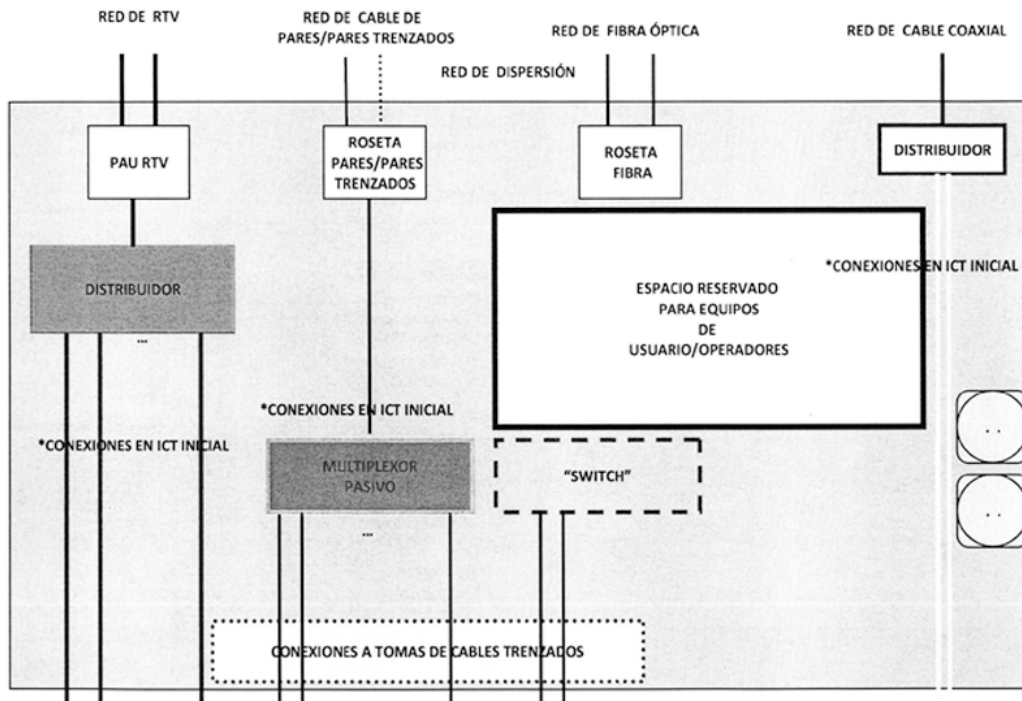 RED DE RTV
RED DE CABLE DE
PARES/PARES TRENZADOS
RED DE FIBRA ÓPTICA
RED DE CABLE COAXIAL
RED DE DISPERSIÓN
PAU RTV
ROSETA
PARES/PARES
TRENZADOS
ROSETA
FIBRA
DISTRIBUIDOR
DISTRIBUIDOR
...
ESPACIO RESERVADO
PARA EQUIPOS
DE
USUARIO/OPERADORES
*CONEXIONES EN ICT INICIAL
*CONEXIONES EN ICT INICIAL
*CONEXIONES EN ICT INICIAL
MULTIPLEXOR
PASIVO
...
"SWITCH"
. .
. .
CONEXIONES A TOMAS DE CABLES TRENZADOS